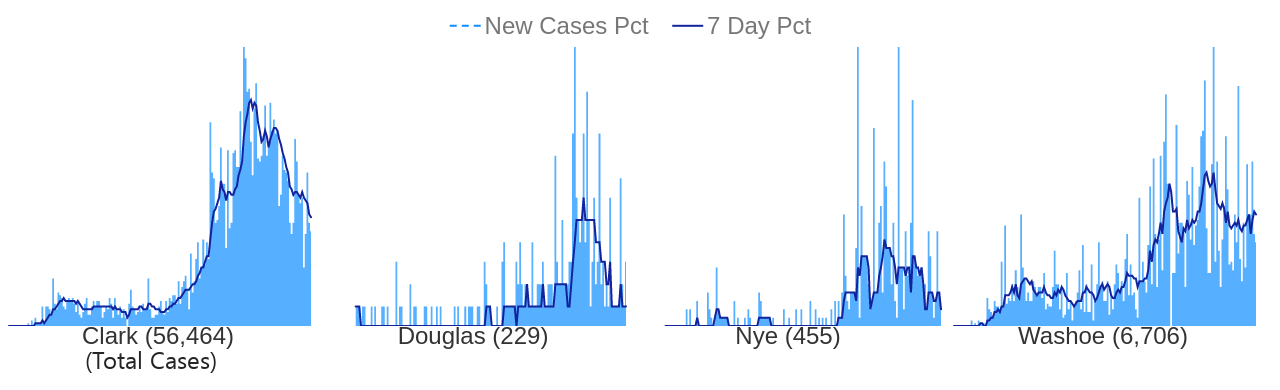 New Cases Pct 7 Day Pct
Clark (56,464) Douglas (229) Nye (455) Washoe (6,706)
(Total Cases)